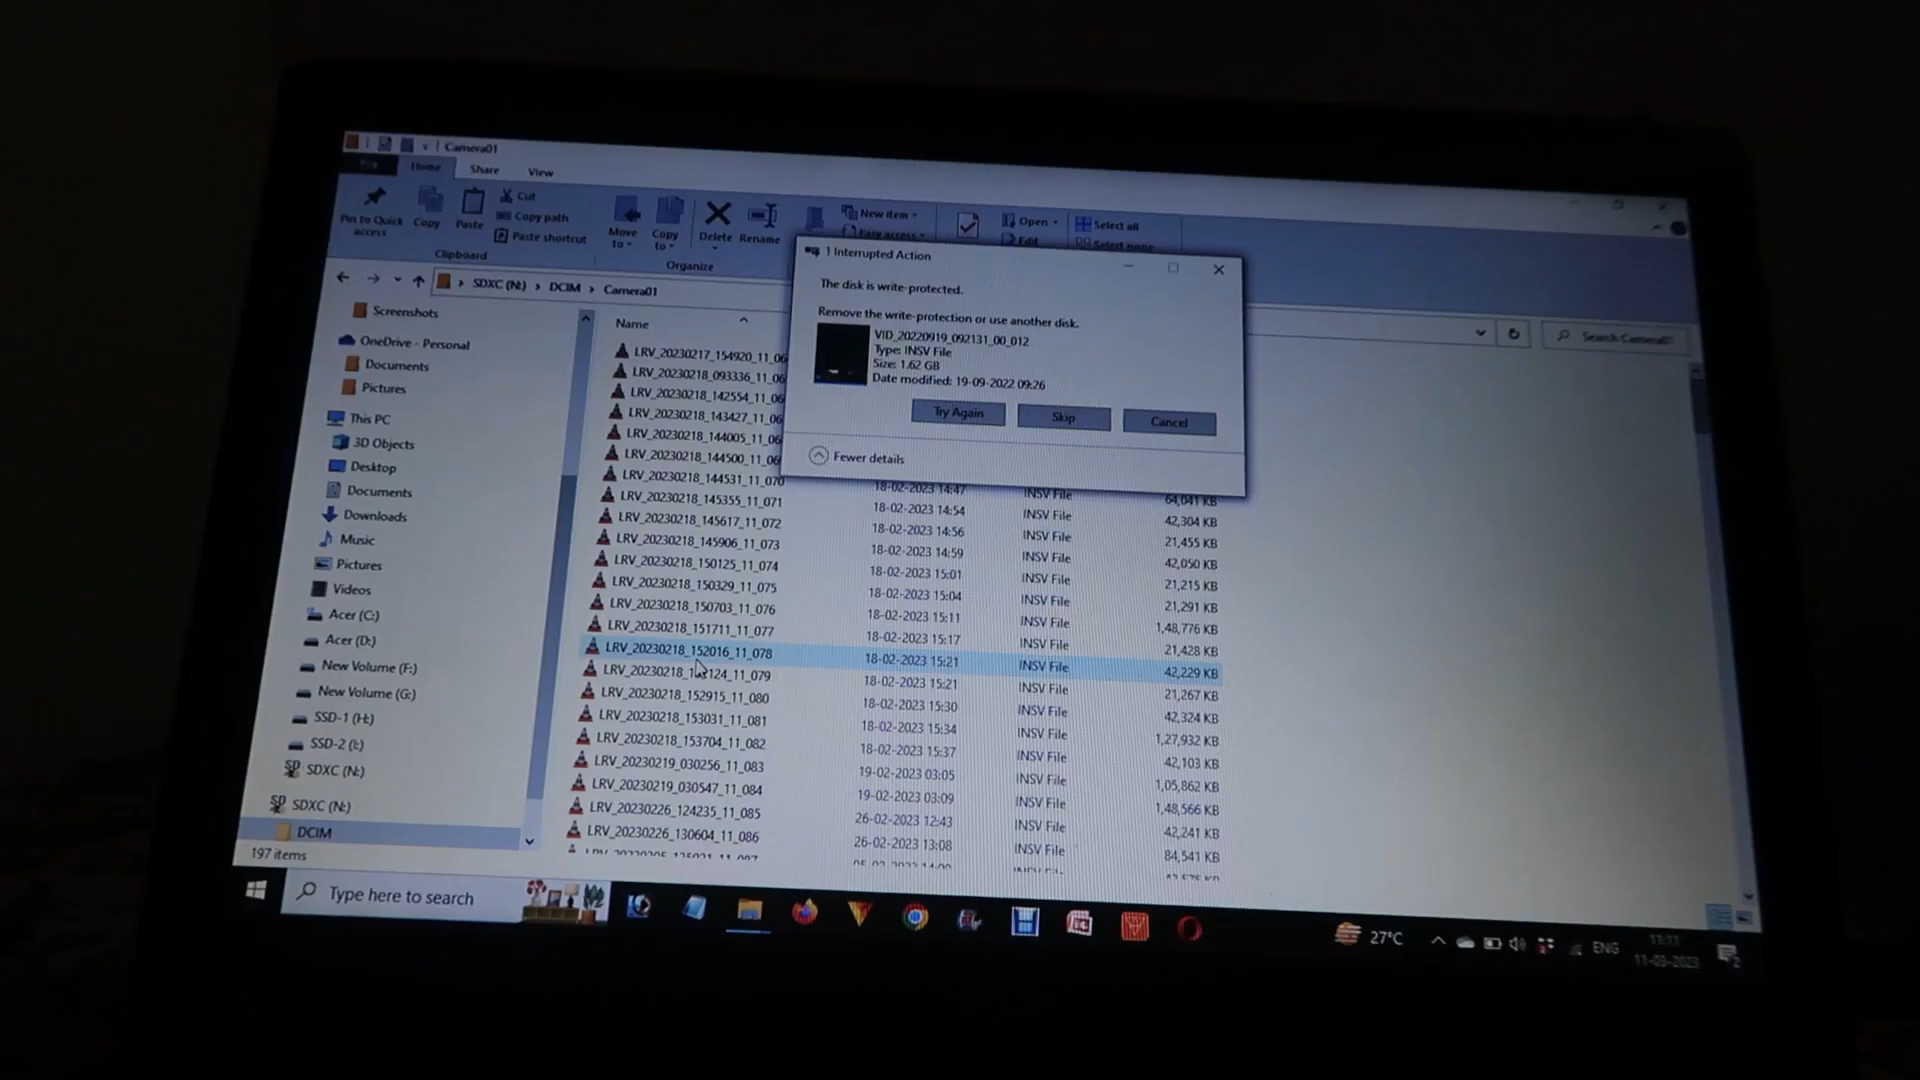 Camera01
Home Share View
Pin to Quick access
Copy
Paste
Cut
Copy path
Paste shortcut
Move to
Copy to
Delete
Rename
New item
Easy access
Open
Edit
Select all
Select none
Clipboard
Organize
SDXC (N:) › DCIM › Camera01
Search Camera01
1 Interrupted Action
The disk is write-protected.
Remove the write-protection or use another disk.
VID_20220919_092131_00_012
Type: INSV File
Size: 1.62 GB
Date modified: 19-09-2022 09:26
Try Again
Skip
Cancel
Fewer details
Screenshots
OneDrive - Personal
Documents
Pictures
This PC
3D Objects
Desktop
Documents
Downloads
Music
Pictures
Videos
Acer (C:)
Acer (D:)
New Volume (F:)
New Volume (G:)
SSD-1 (H:)
SSD-2 (I:)
SDXC (N:)
SDXC (N:)
DCIM
197 items
Name
LRV_20230217_154920_11_06
LRV_20230218_093336_11_06
LRV_20230218_142554_11_06
LRV_20230218_143427_11_06
LRV_20230218_144005_11_06
LRV_20230218_144500_11_06
LRV_20230218_144531_11_070 18-02-2023 14:47 INSV File 64,041 KB
LRV_20230218_145355_11_071 18-02-2023 14:54 INSV File 42,304 KB
LRV_20230218_145617_11_072 18-02-2023 14:56 INSV File 21,455 KB
LRV_20230218_145906_11_073 18-02-2023 14:59 INSV File 42,050 KB
LRV_20230218_150125_11_074 18-02-2023 15:01 INSV File 21,215 KB
LRV_20230218_150329_11_075 18-02-2023 15:04 INSV File 21,291 KB
LRV_20230218_150703_11_076 18-02-2023 15:11 INSV File 1,48,776 KB
LRV_20230218_151711_11_077 18-02-2023 15:17 INSV File 21,428 KB
LRV_20230218_152016_11_078 18-02-2023 15:21 INSV File 42,229 KB
LRV_20230218_1 124_11_079 18-02-2023 15:21 INSV File 21,267 KB
LRV_20230218_152915_11_080 18-02-2023 15:30 INSV File 42,324 KB
LRV_20230218_153031_11_081 18-02-2023 15:34 INSV File 1,27,932 KB
LRV_20230218_153704_11_082 18-02-2023 15:37 INSV File 42,103 KB
LRV_20230219_030256_11_083 19-02-2023 03:05 INSV File 1,05,862 KB
LRV_20230219_030547_11_084 19-02-2023 03:09 INSV File 1,48,566 KB
LRV_20230226_124235_11_085 26-02-2023 12:43 INSV File 42,241 KB
LRV_20230226_130604_11_086 26-02-2023 13:08 INSV File 84,541 KB
Type here to search
27°C
ENG
11:11
11-03-2023